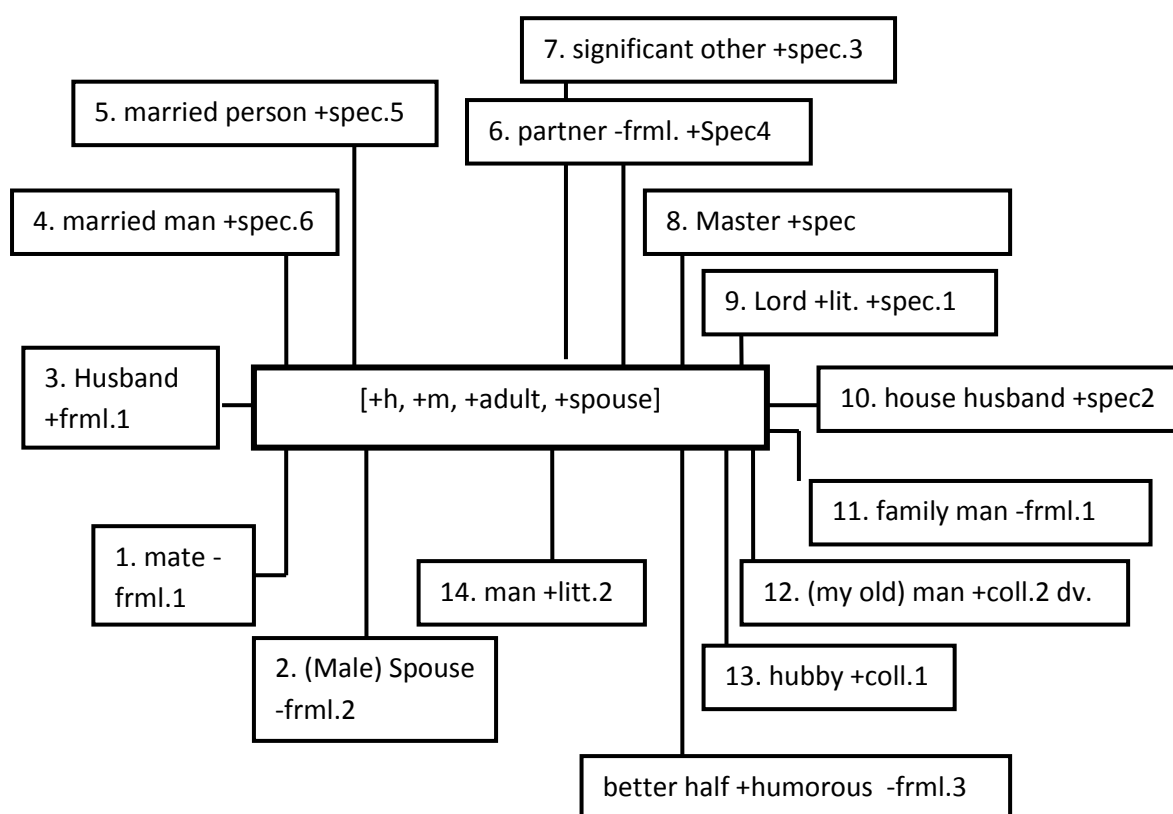 7. significant other +spec.3
5. married person +spec.5
6. partner -frml. +Spec4
4. married man +spec.6
8. Master +spec
9. Lord +lit. +spec.1
3. Husband
+frml.1
[+h, +m, +adult, +spouse]
10. house husband +spec2
11. family man -frml.1
1. mate -
frml.1
14. man +litt.2
12. (my old) man +coll.2 dv.
2. (Male) Spouse
-frml.2
13. hubby +coll.1
better half +humorous -frml.3